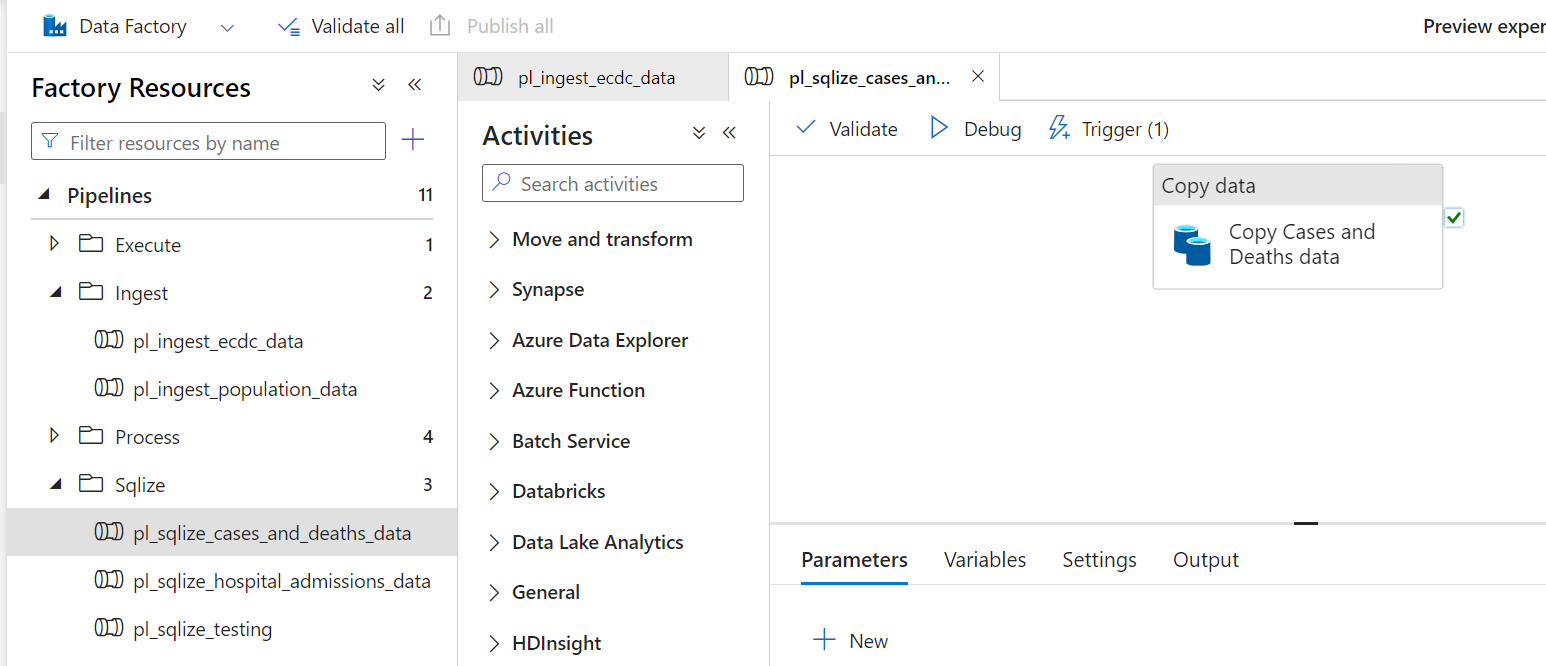 Data Factory
Validate all
Publish all
Preview exper
Factory Resources
Filter resources by name
Pipelines 11
Execute 1
Ingest 2
pl_ingest_ecdc_data
pl_ingest_population_data
Process 4
Sqlize 3
pl_sqlize_cases_and_deaths_data
pl_sqlize_hospital_admissions_data
pl_sqlize_testing
pl_ingest_ecdc_data
pl_sqlize_cases_an...
Activities
Search activities
Move and transform
Synapse
Azure Data Explorer
Azure Function
Batch Service
Databricks
Data Lake Analytics
General
HDInsight
Validate
Debug
Trigger (1)
Copy data
Copy Cases and
Deaths data
Parameters
Variables
Settings
Output
New